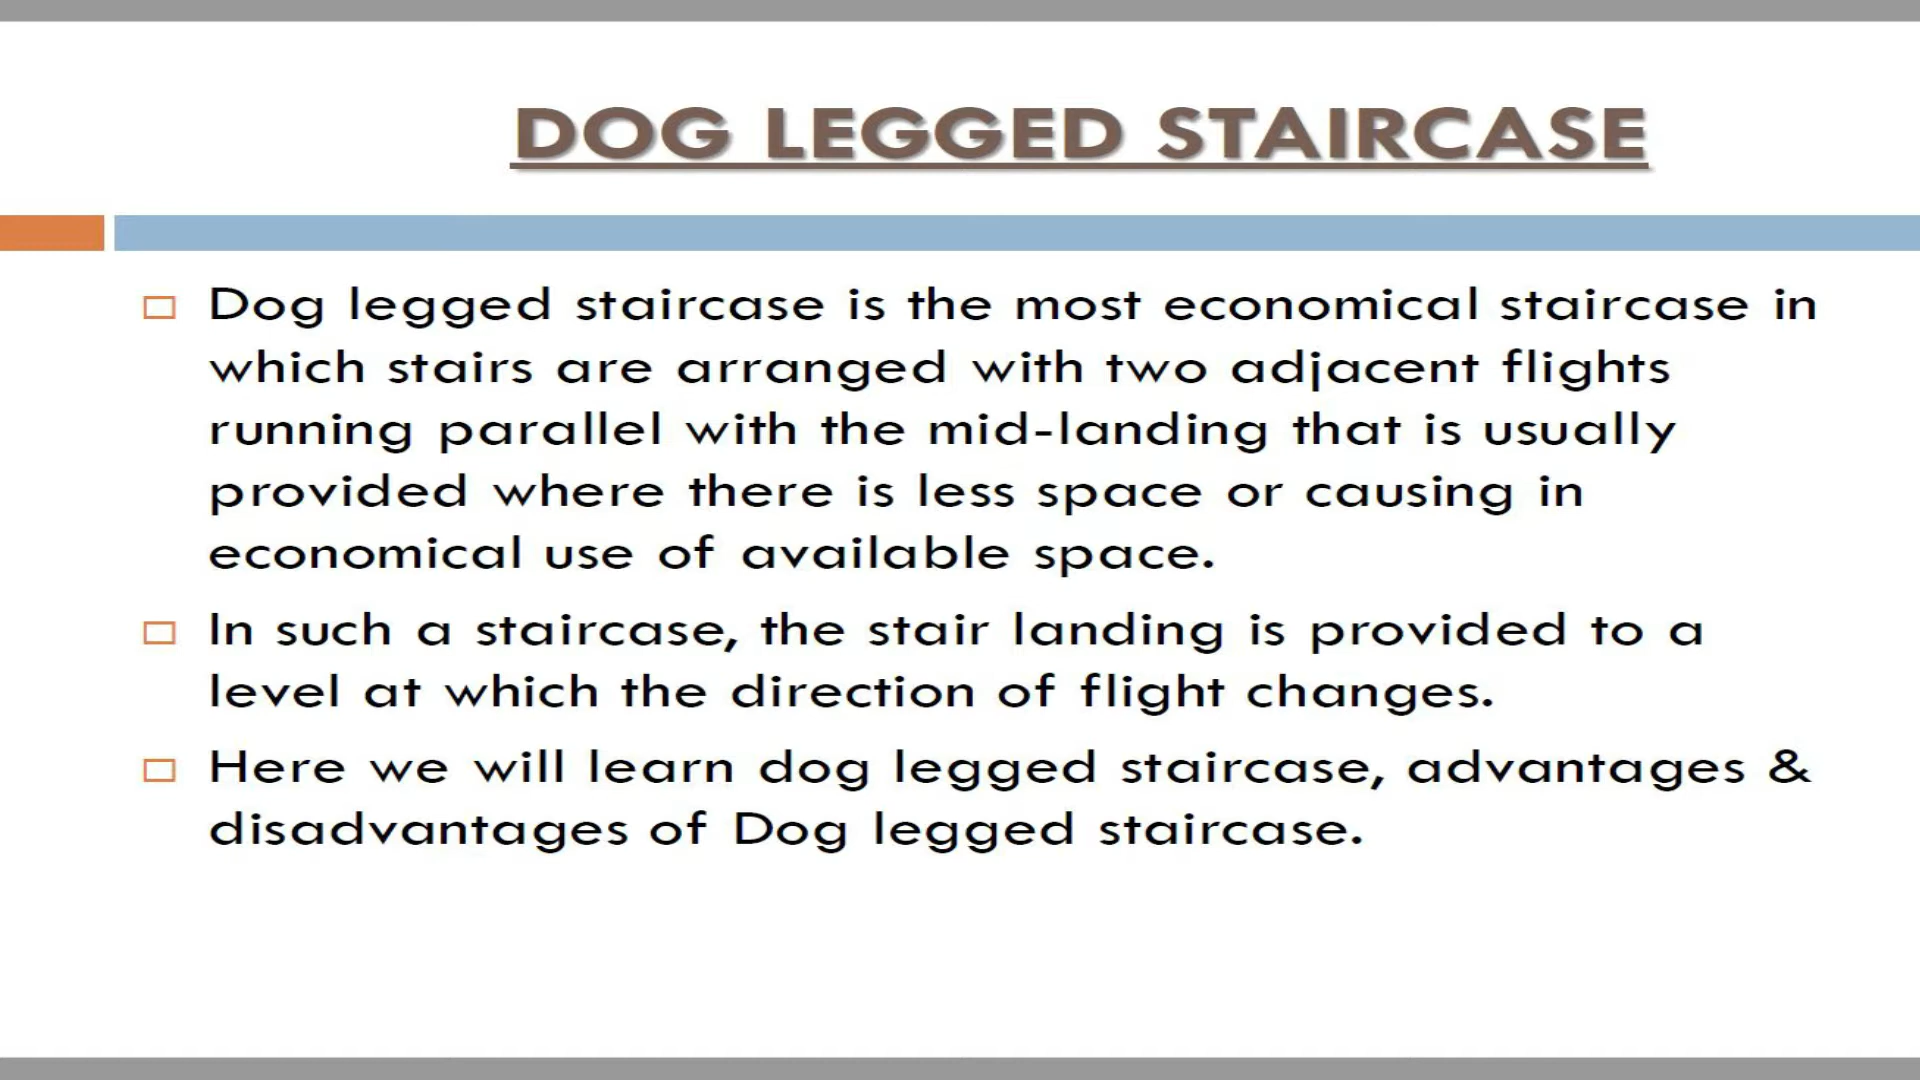 DOG LEGGED STAIRCASE
Dog legged staircase is the most economical staircase in
which stairs are arranged with two adjacent flights
running parallel with the mid-landing that is usually
provided where there is less space or causing in
economical use of available space.
In such a staircase, the stair landing is provided to a
level at which the direction of flight changes.
Here we will learn dog legged staircase, advantages &
disadvantages of Dog legged staircase.